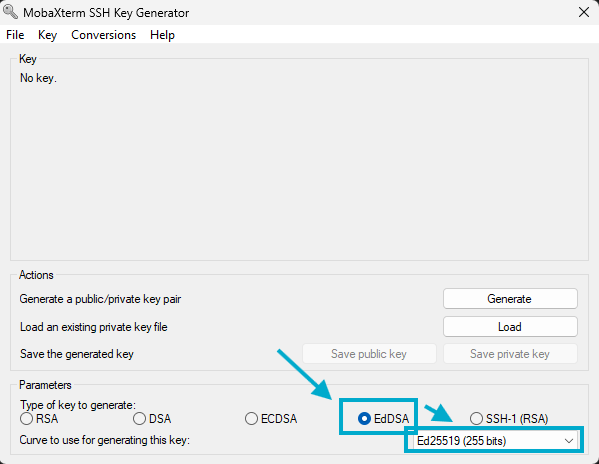 MobaXterm SSH Key Generator
File Key Conversions Help
Key
No key.
Actions
Generate a public/private key pair
Generate
Load an existing private key file
Load
Save the generated key
Save public key
Save private key
Parameters
Type of key to generate:
RSA DSA ECDSA EdDSA SSH-1 (RSA)
Curve to use for generating this key:
Ed25519 (255 bits)